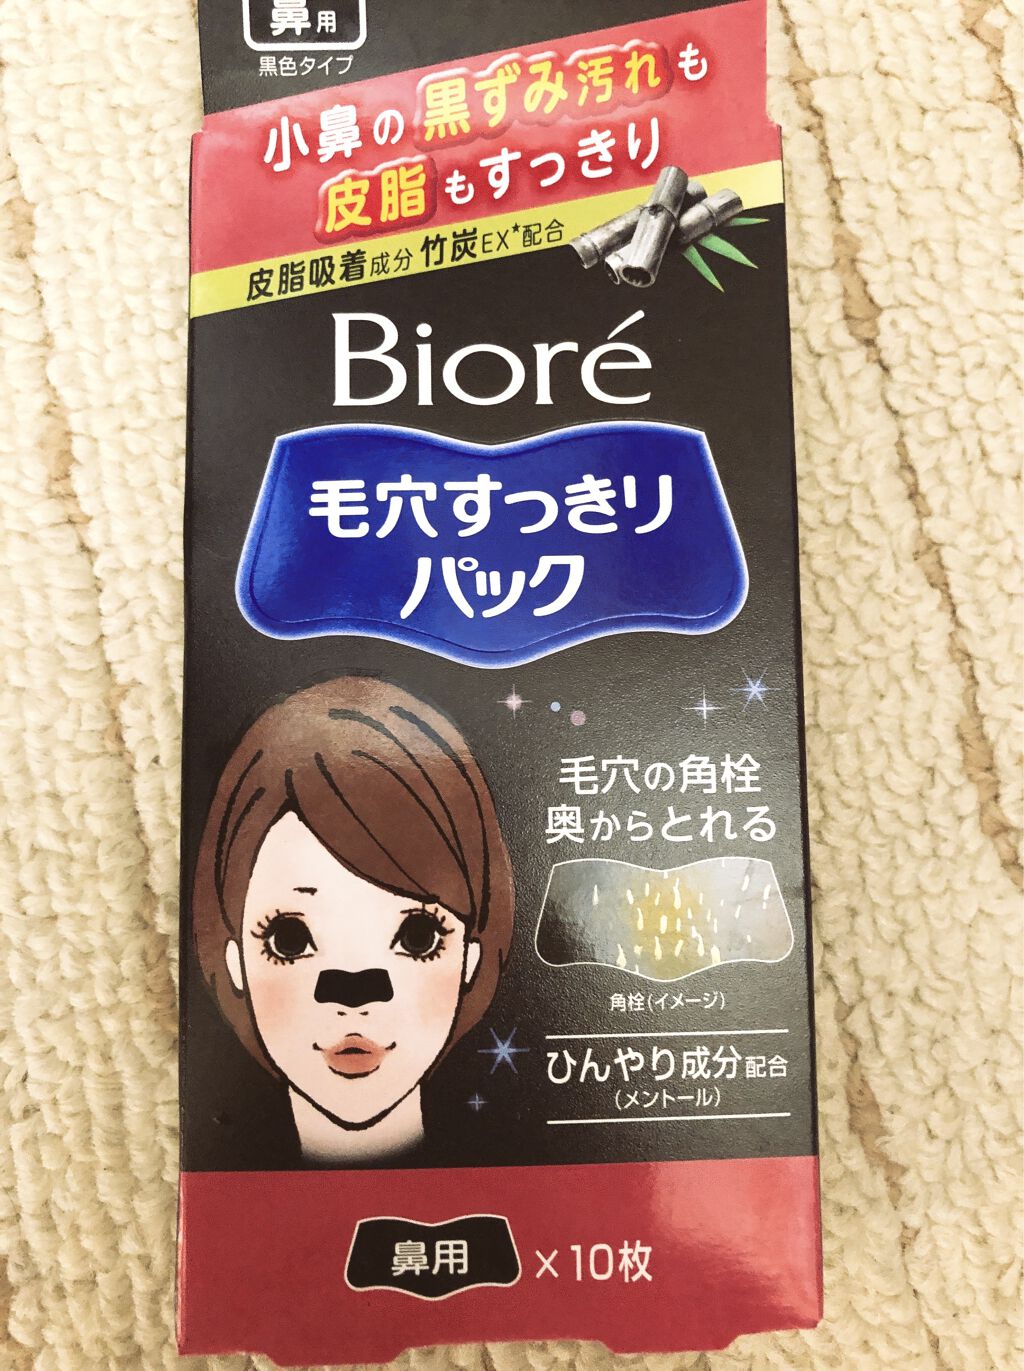 鼻用
黒色タイプ
小鼻の黒ずみ汚れも
皮脂もすっきり
皮脂吸着成分竹炭EX*配合
Bioré
毛穴すっきり
パック
毛穴の角栓
奥からとれる
角栓(イメージ)
ひんやり成分配合
(メントール)
鼻用 ×10枚